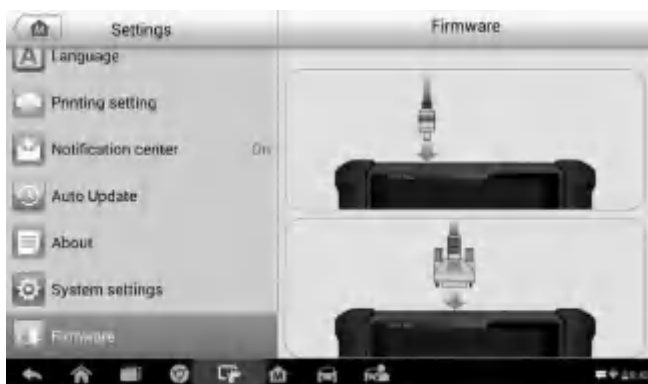 Settings
Firmware
Language
Printing setting
Notification center On
Auto Update
About
System settings
Firmware